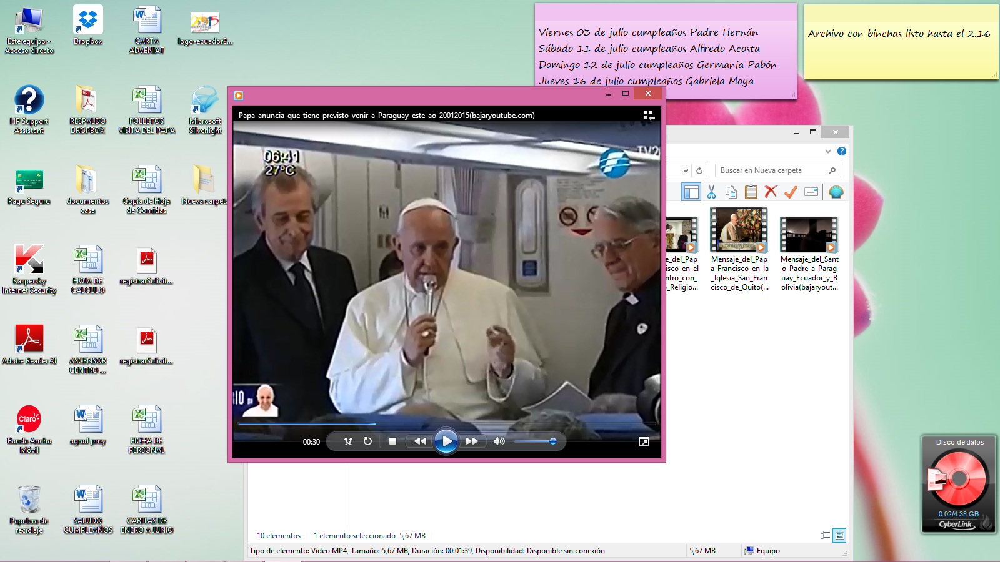 Este equipo -
Acceso directo
Dropbox
CARTA
ADVENIAT
2015
logo-ecuador2...
HP Support
Assistant
RESPALDO
DROPBOX
FOLLETOS
VISITA DEL PAPA
Microsoft
Silverlight
Pago Seguro
documentos
casa
Copia de Hoja
de Comidas
Nueva carpeta
Kaspersky
Internet Security
HOJA DE
CALCULO
registrarSolicit...
Adobe Reader XI
ASCENSOR
CENTRO ...
registrarSolicit...
Claro
Banda Ancha
Móvil
agrad proy
FICHA DE
PERSONAL
Papelera de
reciclaje
SALUDO
CUMPLEAÑOS
CARITAS DE
ENERO A JUNIO
Viernes 03 de julio cumpleaños Padre Hernán
Sábado 11 de julio cumpleaños Alfredo Acosta
Domingo 12 de julio cumpleaños Germania Pabón
Jueves 16 de julio cumpleaños Gabriela Moya
Archivo con binchas listo hasta el 2.16
Papa_anuncia_que_tiene_previsto_venir_a_Paraguay_este_ao_20012015(bajaryoutube.com)
06:41
27°C
TV2
RIO DE
00:30
Buscar en Nueva carpeta
e_del_Pap
isco_en_el
ntro_con_
_Religio...
Mensaje_del_Pap
a_Francisco_en_la
_Iglesia_San_Fran
cisco_de_Quito(...
Mensaje_del_Sant
o_Padre_a_Parag
uay_Ecuador_y_B
olivia(bajaryout...
10 elementos
1 elemento seleccionado 5,67 MB
Tipo de elemento: Vídeo MP4, Tamaño: 5,67 MB, Duración: 00:01:39, Disponibilidad: Disponible sin conexión
5,67 MB
Equipo
Disco de datos
0.02/4.38 GB
CyberLink